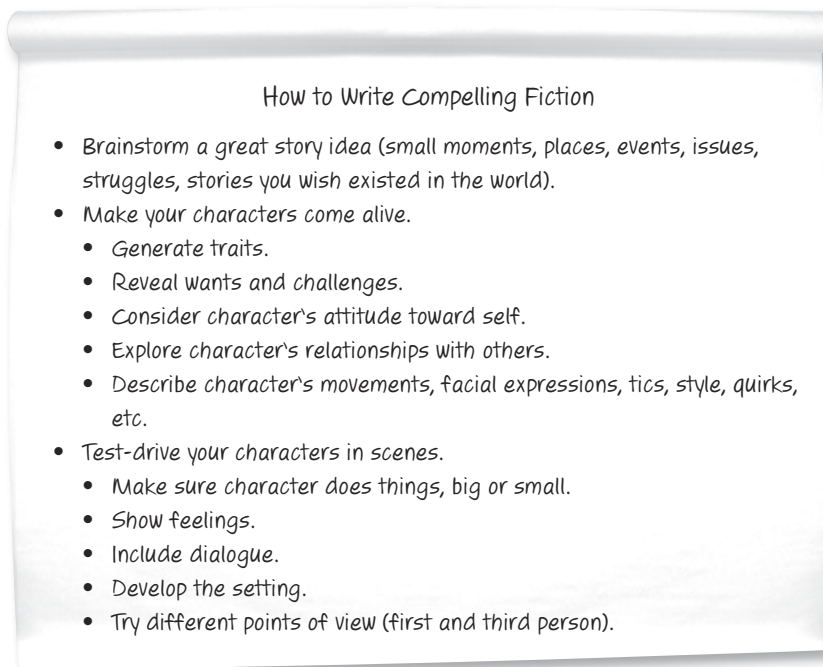 How to Write Compelling Fiction
• Brainstorm a great story idea (small moments, places, events, issues,
struggles, stories you wish existed in the world).
• Make your characters come alive.
• Generate traits.
• Reveal wants and challenges.
• Consider character's attitude toward self.
• Explore character's relationships with others.
• Describe character's movements, facial expressions, tics, style, quirks,
etc.
• Test-drive your characters in scenes.
• Make sure character does things, big or small.
• Show feelings.
• Include dialogue.
• Develop the setting.
• Try different points of view (first and third person).